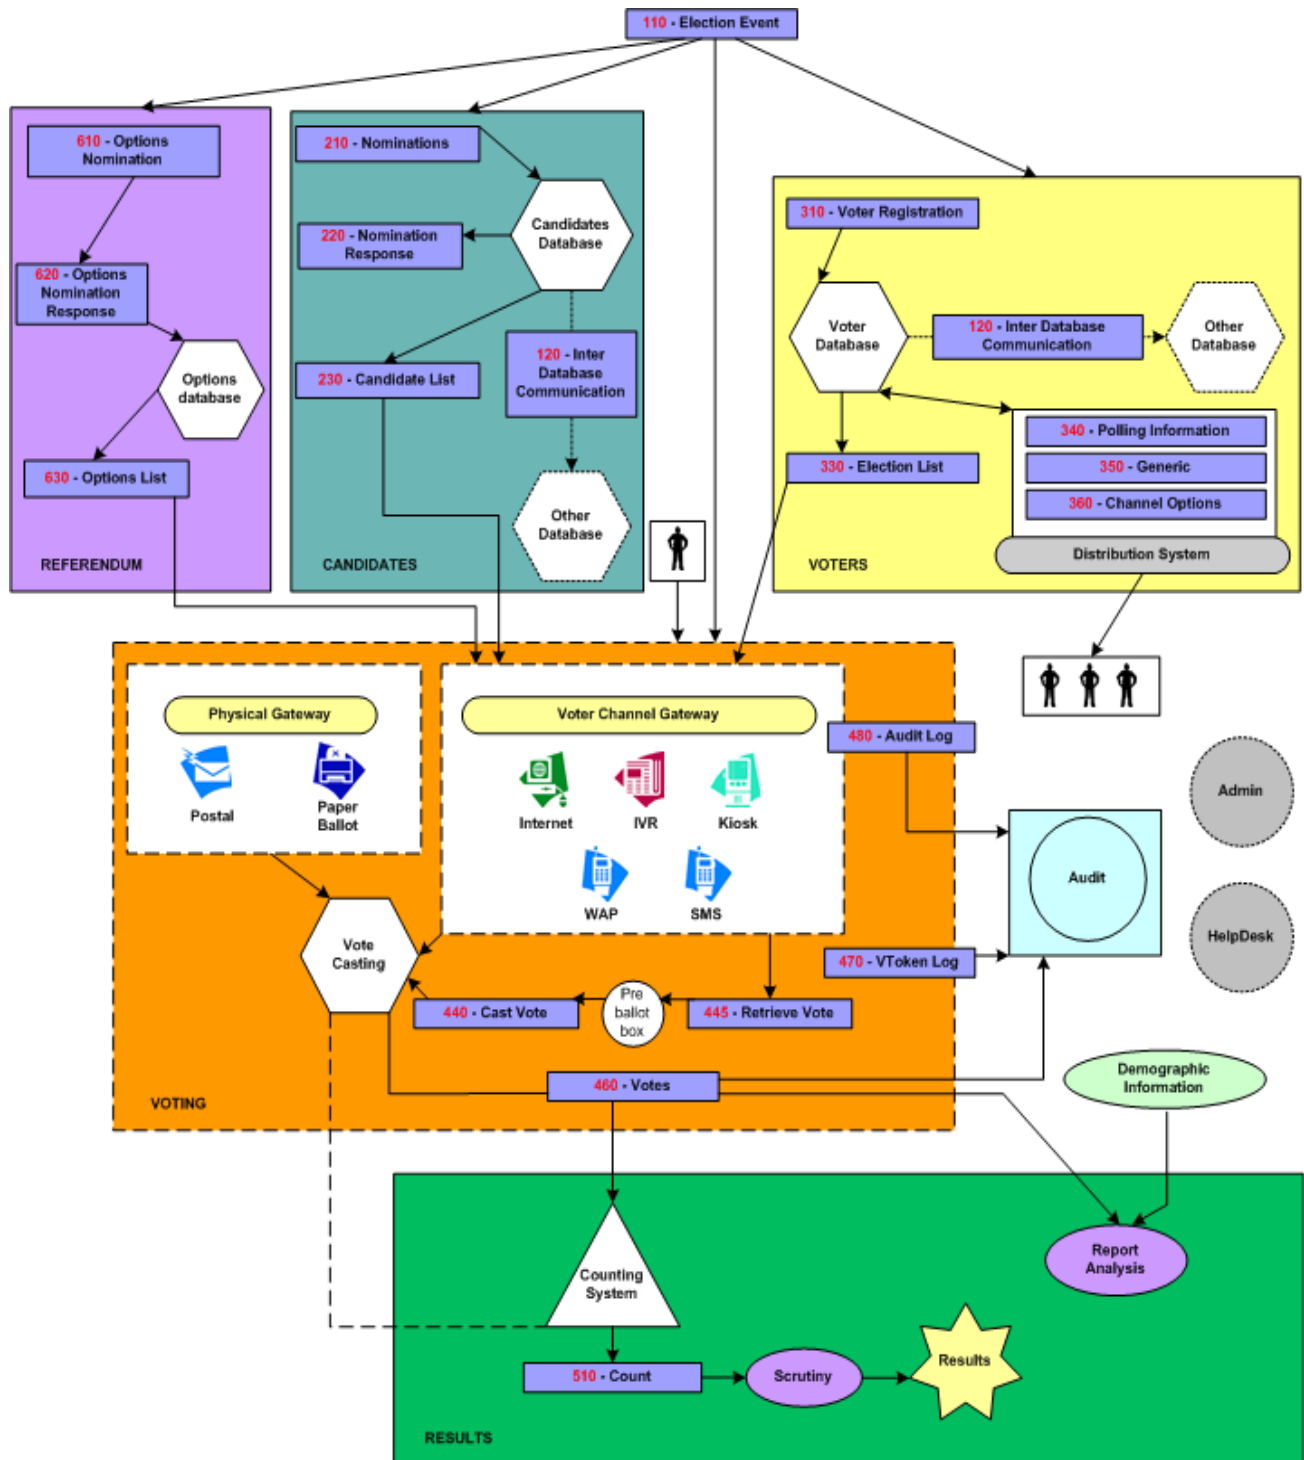 110 - Election Event
610 - Options
Nomination
620 - Options
Nomination
Response
Options
database
630 - Options List
REFERENDUM
210 - Nominations
Candidates
Database
220 - Nomination
Response
120 - Inter
Database
Communication
230 - Candidate List
Other
Database
CANDIDATES
310 - Voter Registration
Voter
Database
120 - Inter Database
Communication
Other
Database
340 - Polling Information
350 - Generic
360 - Channel Options
330 - Election List
Distribution System
VOTERS
Physical Gateway
Postal
Paper
Ballot
Voter Channel Gateway
Internet
IVR
Kiosk
WAP
SMS
480 - Audit Log
Admin
Audit
HelpDesk
Vote
Casting
470 - VToken Log
440 - Cast Vote
Pre
ballot
box
445 - Retrieve Vote
460 - Votes
VOTING
Demographic
Information
Counting
System
Report
Analysis
510 - Count
Scrutiny
Results
RESULTS